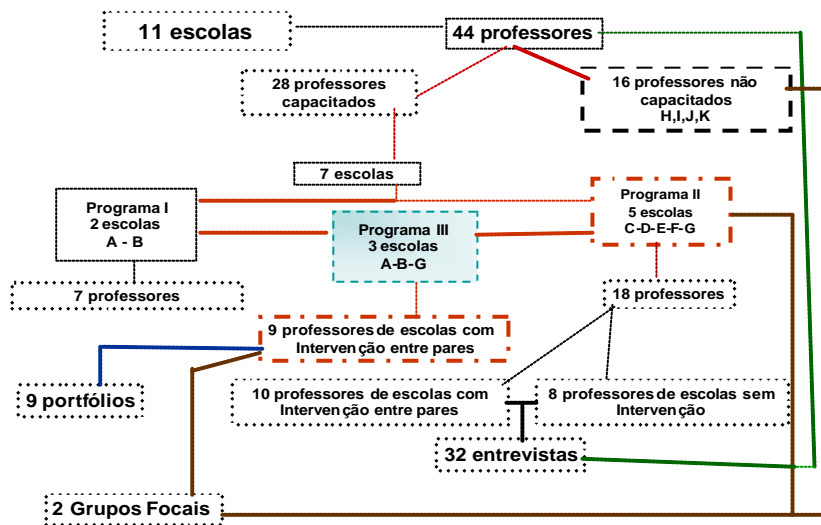 11 escolas
44 professores
28 professores
capacitados
16 professores não
capacitados
H,I,J,K
7 escolas
Programa I
2 escolas
A - B
Programa III
3 escolas
A-B-G
Programa II
5 escolas
C-D-E-F-G
7 professores
18 professores
9 professores de escolas com
Intervenção entre pares
9 portfólios
10 professores de escolas com
Intervenção entre pares
8 professores de escolas sem
Intervenção
32 entrevistas
2 Grupos Focais